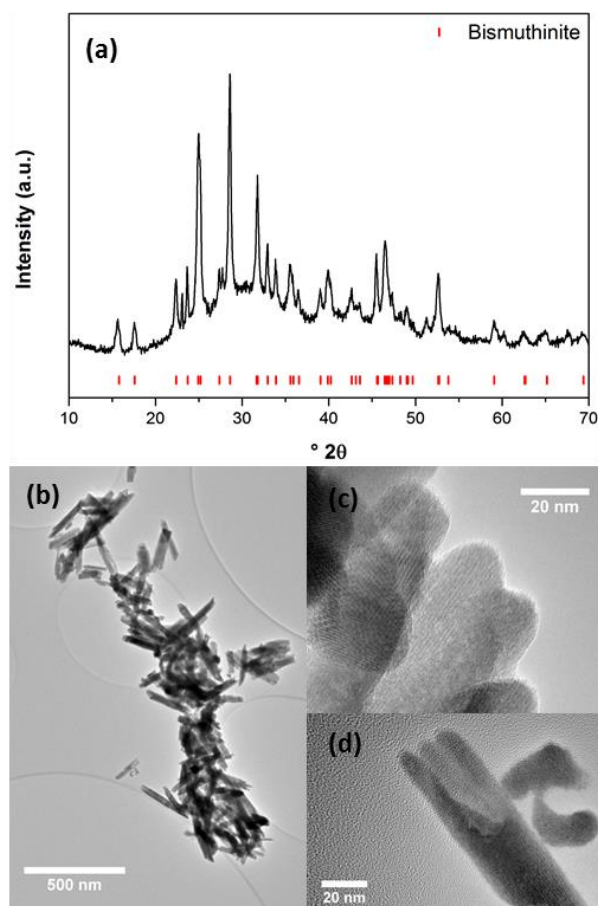 (a)
Bismuthinite
Intensity (a.u.)
10 20 30 40 50 60 70
° 2θ
(b)
500 nm
(c)
20 nm
(d)
20 nm